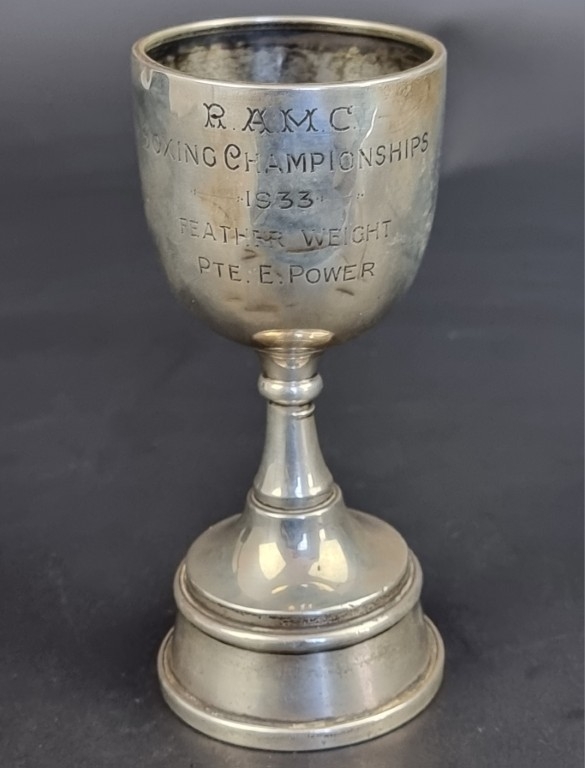 R.A.M.C.
BOXING CHAMPIONSHIPS
1933
FEATHER WEIGHT
PTE. E. POWER